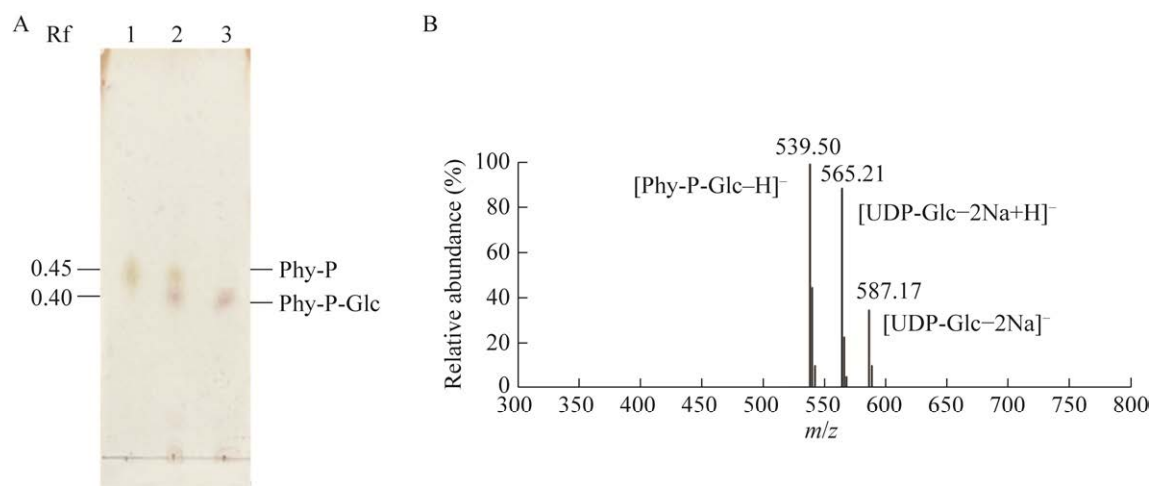 A
Rf 1 2 3
0.45
0.40
Phy-P
Phy-P-Glc
B
Relative abundance (%)
100
80
60
40
20
0
539.50
[Phy-P-Glc−H]⁻
565.21
[UDP-Glc−2Na+H]⁻
587.17
[UDP-Glc−2Na]⁻
300 350 400 450 500 550 600 650 700 750 800
m/z